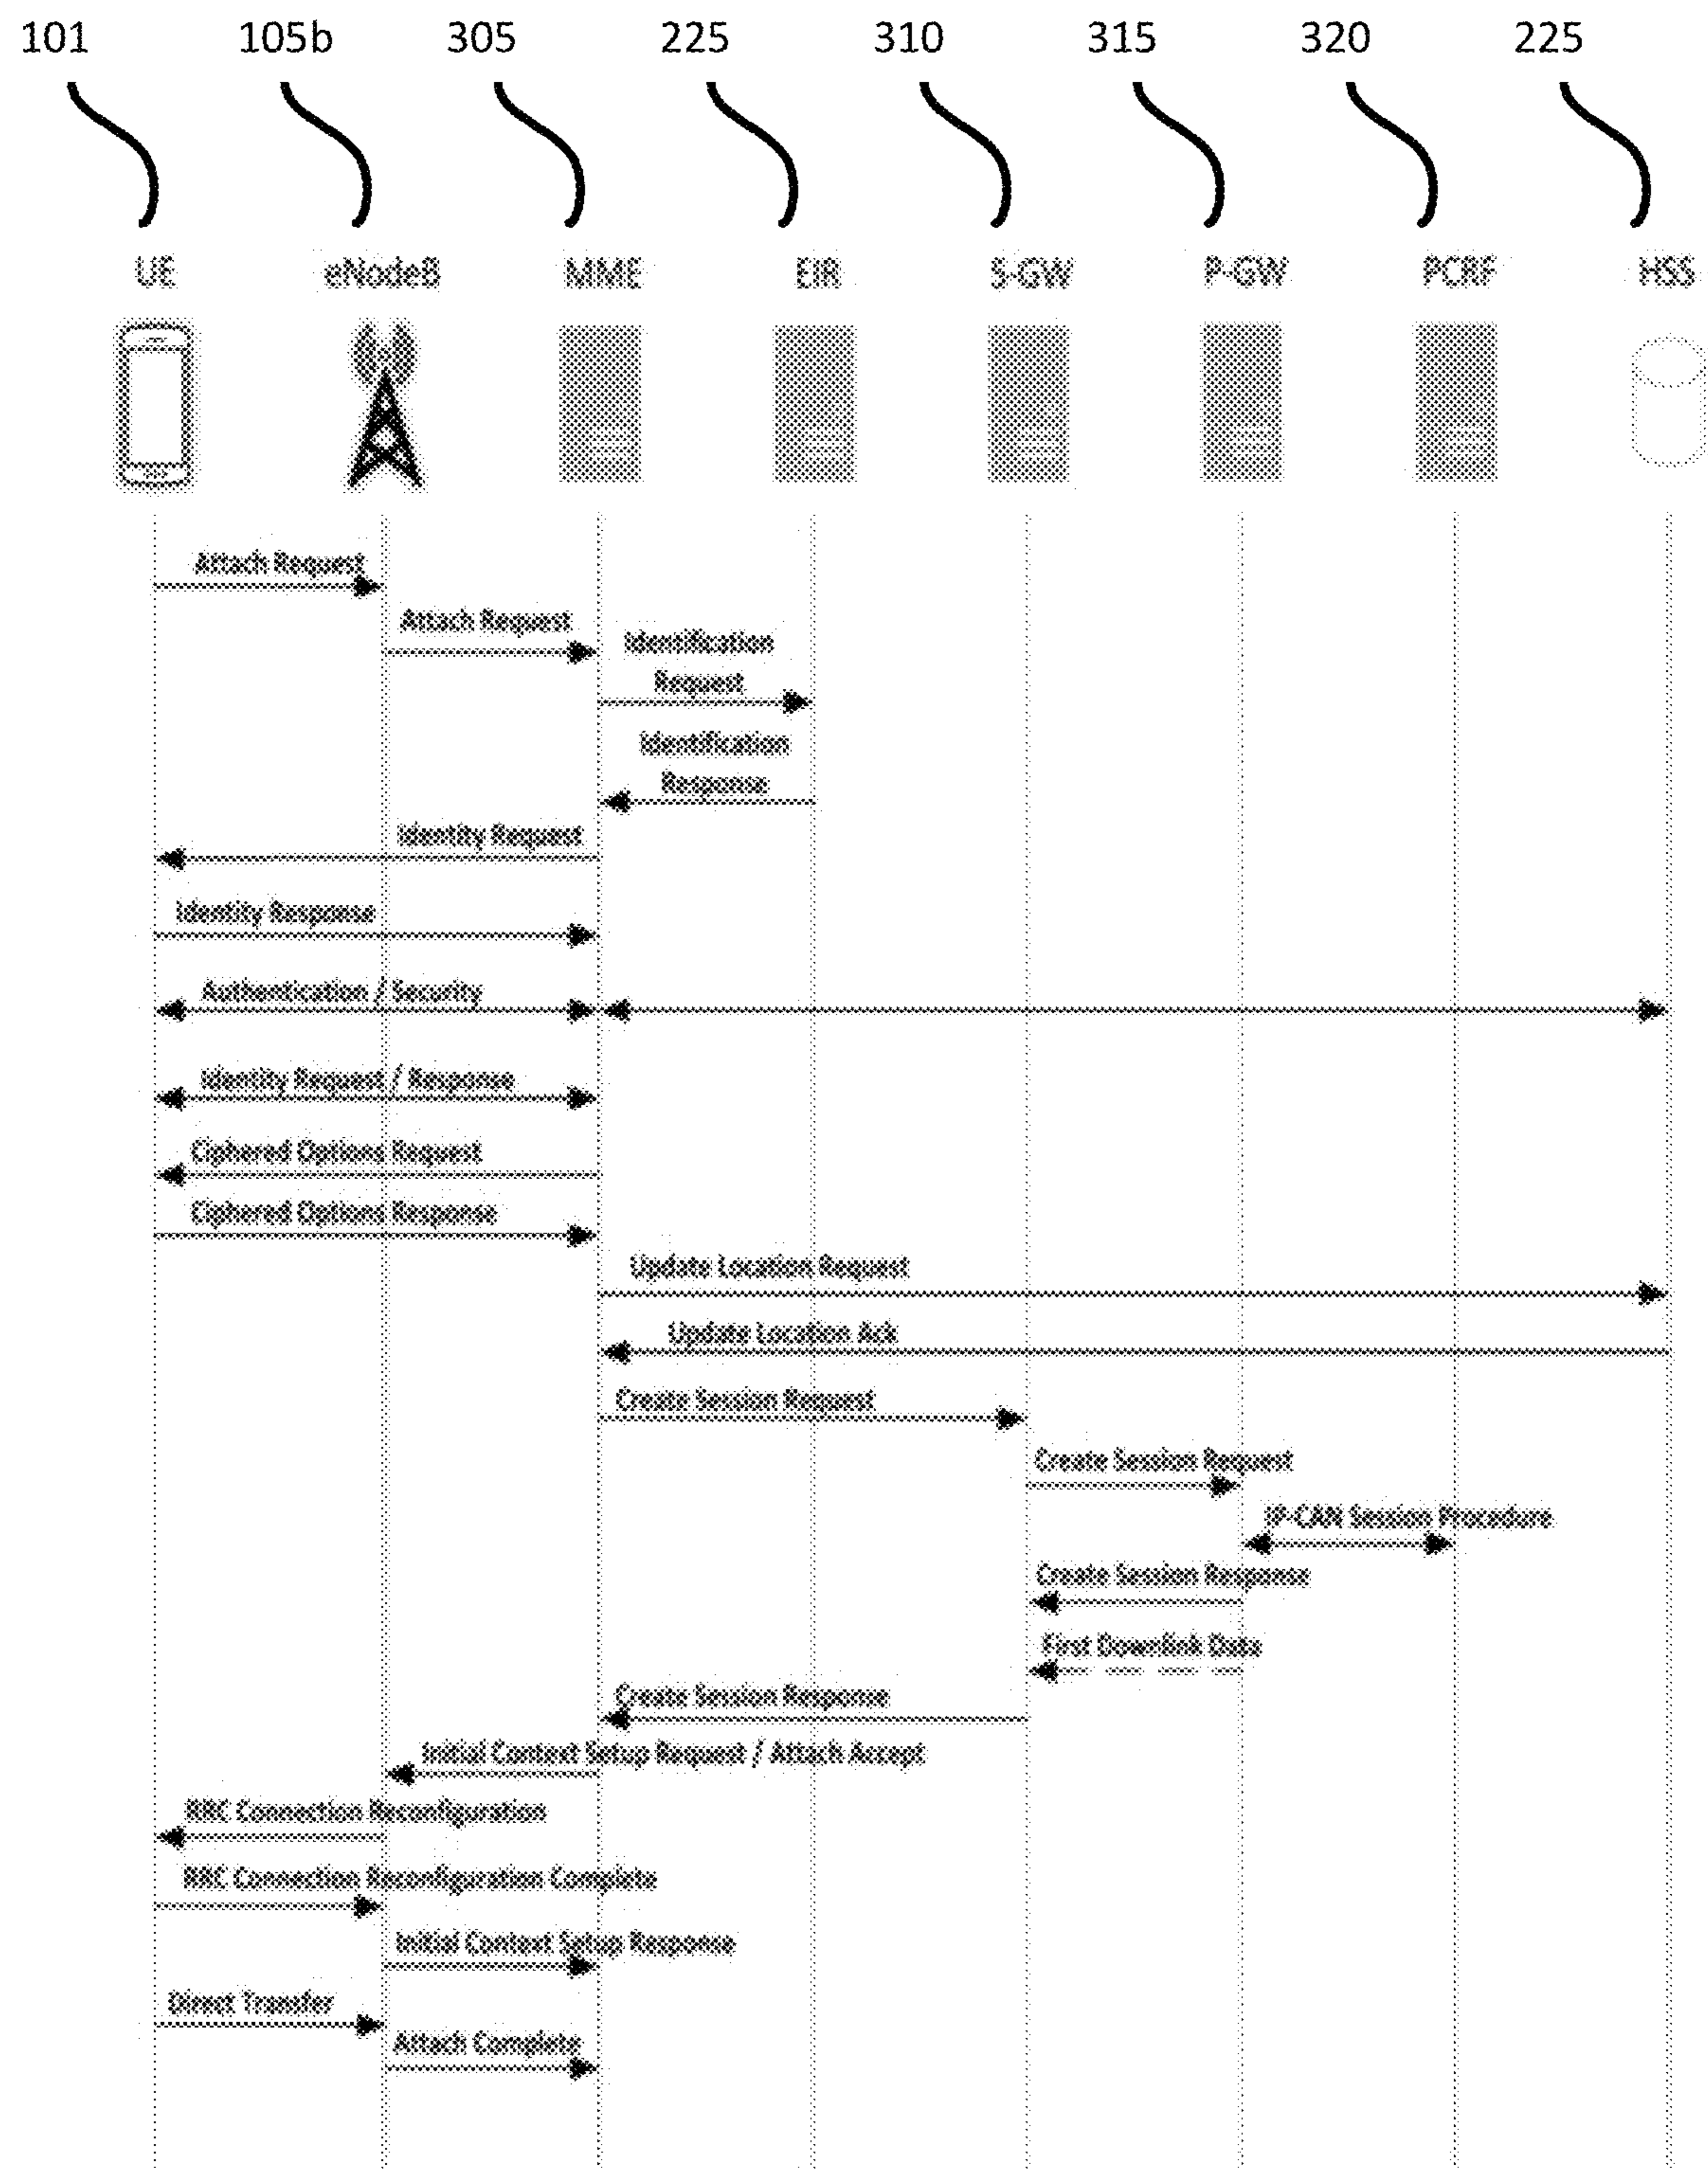 101 105b 305 225 310 315 320 225
UE eNodeB MME EIR S-GW P-GW PCRF HSS
Attach Request
Attach Request
Identification
Request
Identification
Response
Identity Request
Identity Response
Authentication / Security
Identity Request / Response
Ciphered Options Request
Ciphered Options Response
Update Location Request
Update Location Ack
Create Session Request
Create Session Request
IP-CAN Session Procedure
Create Session Response
First Downlink Data
Create Session Response
Initial Context Setup Request / Attach Accept
RRC Connection Reconfiguration
RRC Connection Reconfiguration Complete
Initial Context Setup Response
Direct Transfer
Attach Complete